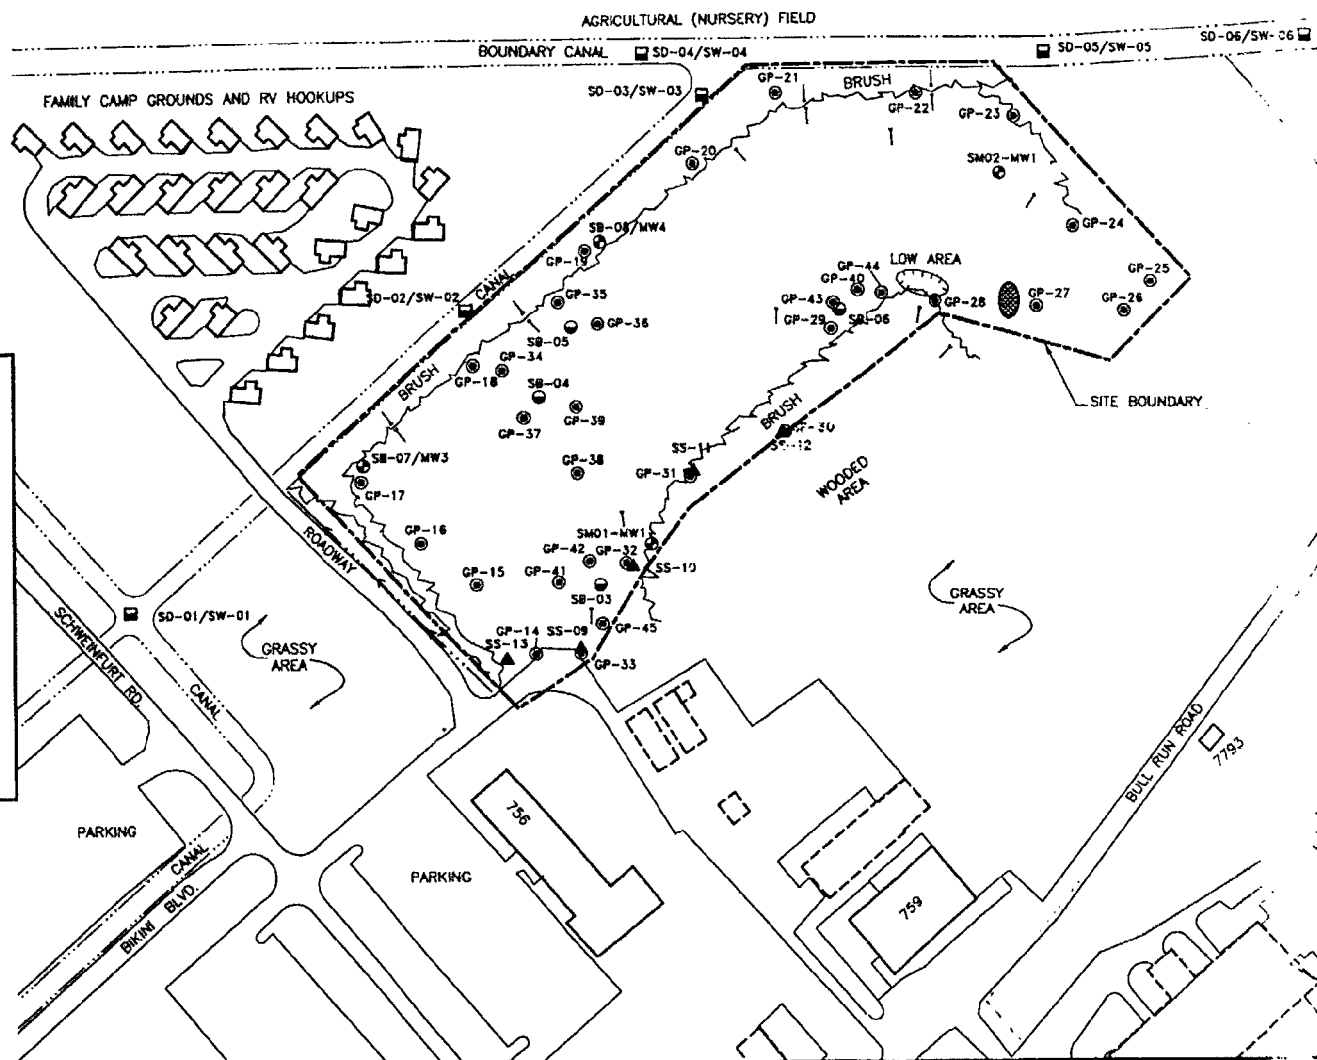 AGRICULTURAL (NURSERY) FIELD
BOUNDARY CANAL
SD-04/SW-04
SD-05/SW-05
SD-06/SW-06
FAMILY CAMP GROUNDS AND RV HOOKUPS
SD-03/SW-03
GP-21
BRUSH
GP-22
GP-23
GP-20
SM02-MW1
GP-24
SB-08/MW4
GP-19
LOW AREA
GP-44
GP-40
GP-25
SD-02/SW-02
CANAL
GP-35
GP-43
GP-28
GP-27
GP-26
GP-36
GP-29
SB-06
SB-05
GP-34
GP-18
BRUSH
SB-04
GP-39
GP-37
SITE BOUNDARY
BRUSH
GP-30
SS-12
SS-11
SB-07/MW3
GP-38
GP-31
GP-17
WOODED
AREA
ROADWAY
GP-16
SM01-MW1
GP-42
GP-32
SS-10
GP-15
GP-41
SB-03
GRASSY
AREA
SD-01/SW-01
SCHWEINFURT RD.
GP-14
SS-09
GP-45
SS-13
GP-33
GRASSY
AREA
CANAL
BULL RUN ROAD
7793
756
PARKING
CANAL
PARKING
759
BIKINI BLVD.